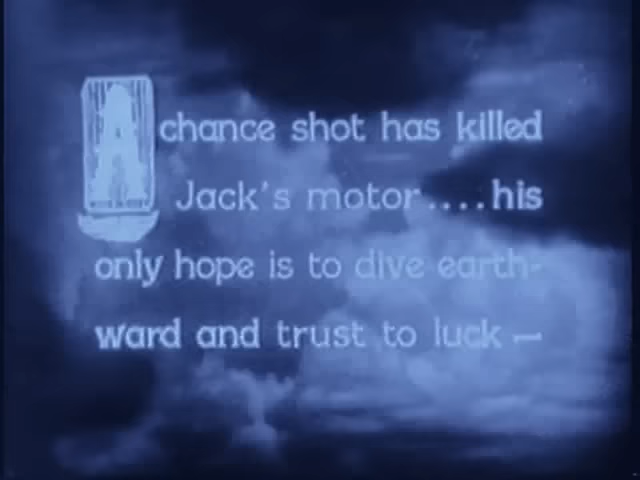 A chance shot has killed
Jack's motor....his
only hope is to dive earth-
ward and trust to luck —